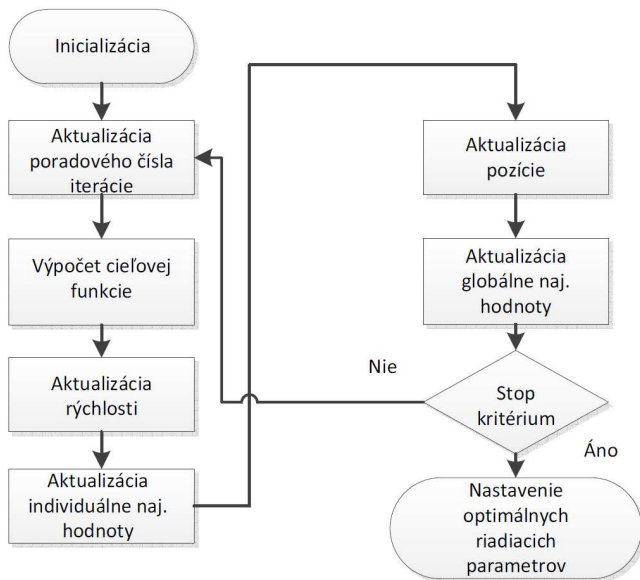 Inicializácia
Aktualizácia
poradového čísla
iterácie
Výpočet cieľovej
funkcie
Aktualizácia
rýchlosti
Aktualizácia
individuálne naj.
hodnoty
Aktualizácia
pozície
Aktualizácia
globálne naj.
hodnoty
Nie
Stop
kritérium
Áno
Nastavenie
optimálnych
riadiacich
parametrov